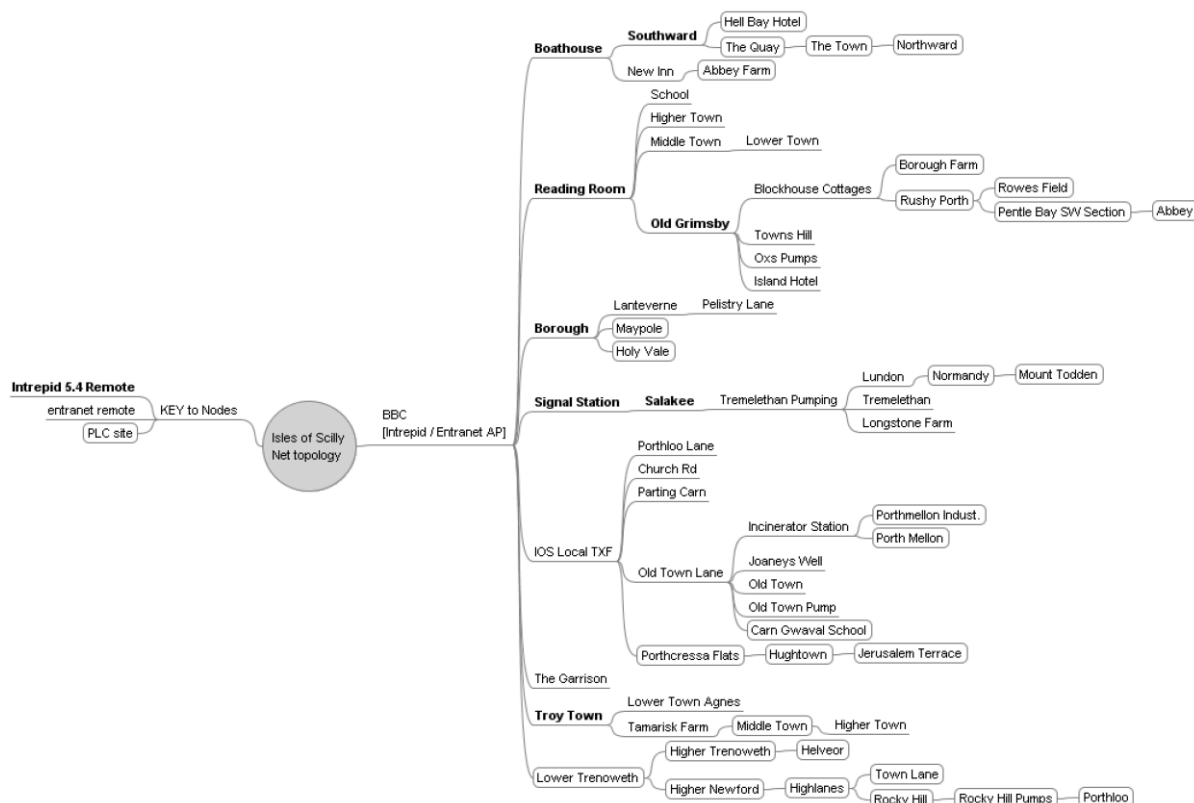 Intrepid 5.4 Remote
entranet remote
PLC site
KEY to Nodes
Isles of Scilly
Net topology
BBC
[Intrepid / Entranet AP]
Boathouse
Southward
Hell Bay Hotel
The Quay
The Town
Northward
New Inn
Abbey Farm
Reading Room
School
Higher Town
Middle Town
Lower Town
Old Grimsby
Blockhouse Cottages
Borough Farm
Rushy Porth
Rowes Field
Pentle Bay SW Section
Abbey
Towns Hill
Oxs Pumps
Island Hotel
Borough
Lanteverne
Pelistry Lane
Maypole
Holy Vale
Signal Station
Salakee
Tremelethan Pumping
Lundon
Normandy
Mount Todden
Tremelethan
Longstone Farm
IOS Local TXF
Porthloo Lane
Church Rd
Parting Carn
Old Town Lane
Incinerator Station
Porthmellon Indust.
Porth Mellon
Joaneys Well
Old Town
Old Town Pump
Carn Gwaval School
Porthcressa Flats
Hughtown
Jerusalem Terrace
The Garrison
Troy Town
Lower Town Agnes
Tamarisk Farm
Middle Town
Higher Town
Lower Trenoweth
Higher Trenoweth
Helveor
Higher Newford
Highlanes
Town Lane
Rocky Hill
Rocky Hill Pumps
Porthloo